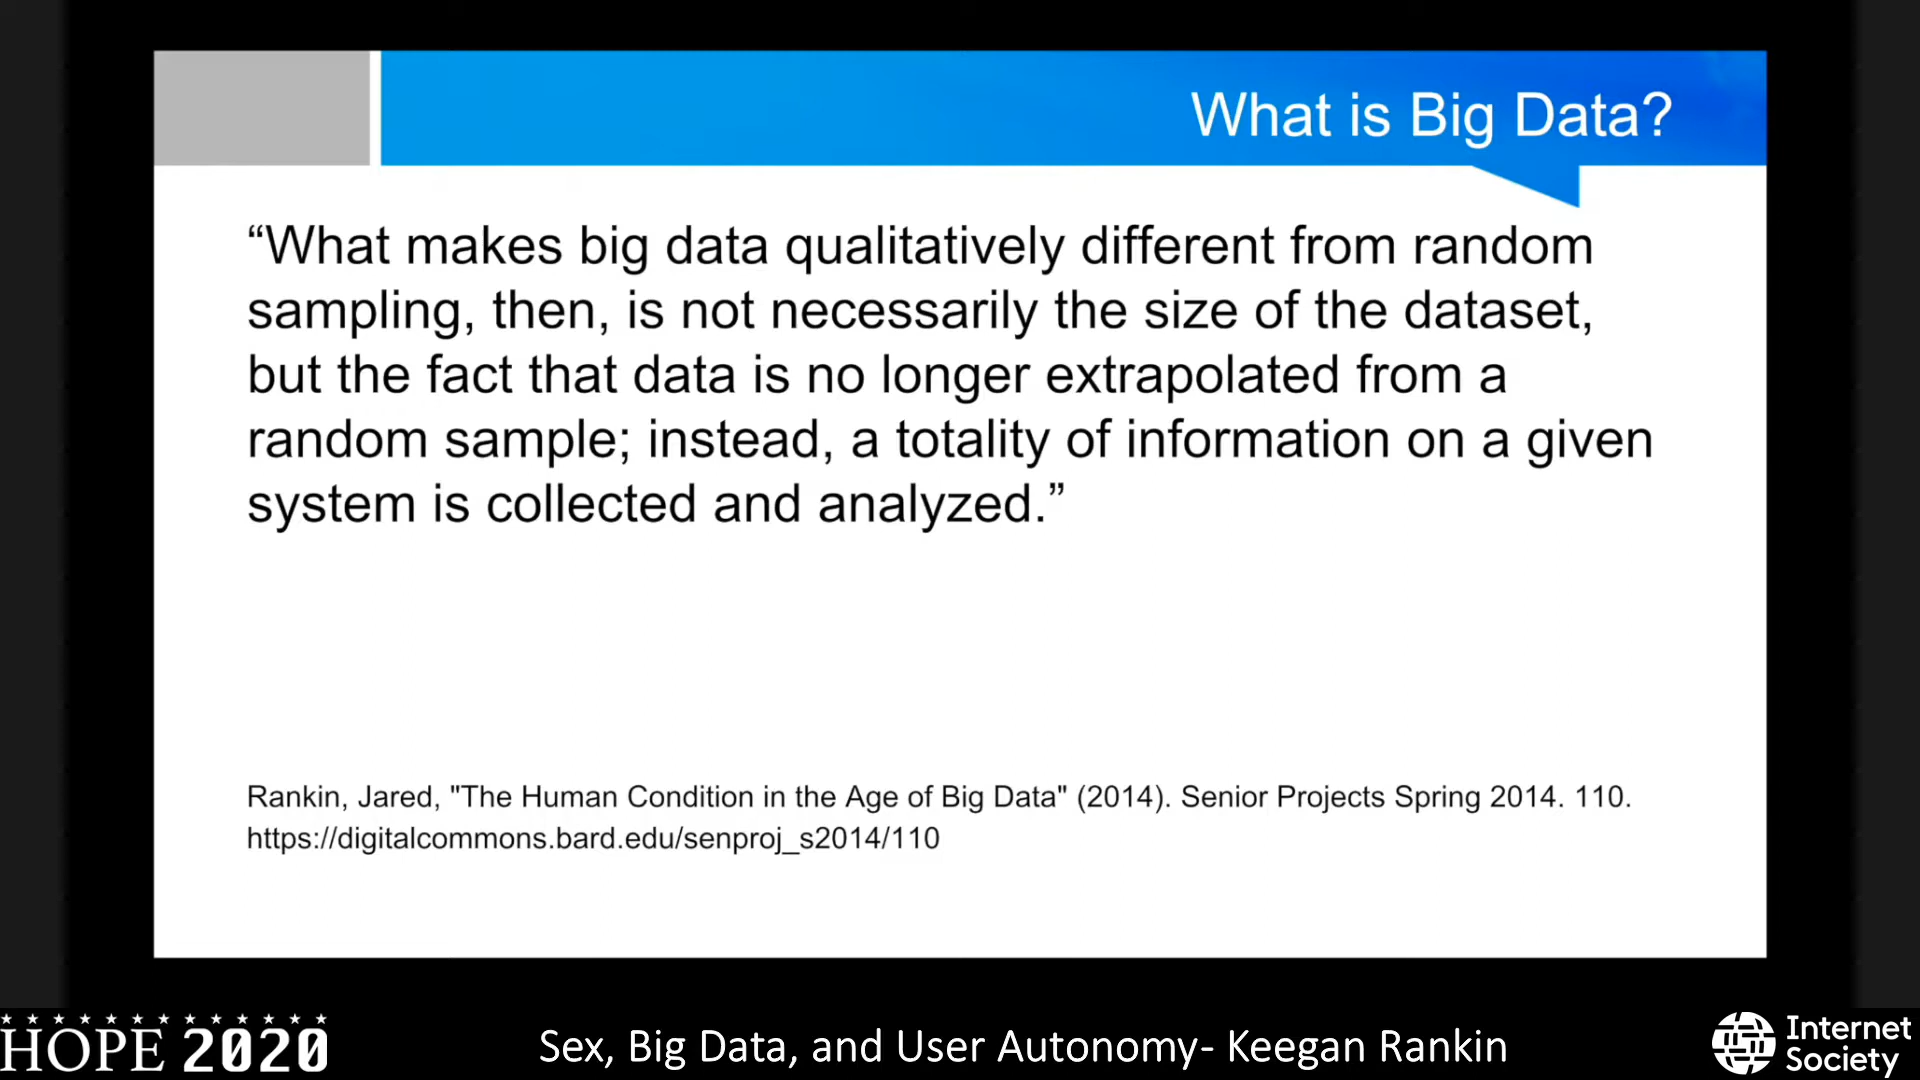 What is Big Data?
“What makes big data qualitatively different from random
sampling, then, is not necessarily the size of the dataset,
but the fact that data is no longer extrapolated from a
random sample; instead, a totality of information on a given
system is collected and analyzed.”
Rankin, Jared, "The Human Condition in the Age of Big Data" (2014). Senior Projects Spring 2014. 110.
https://digitalcommons.bard.edu/senproj_s2014/110
HOPE 2020
Sex, Big Data, and User Autonomy- Keegan Rankin
Internet
Society